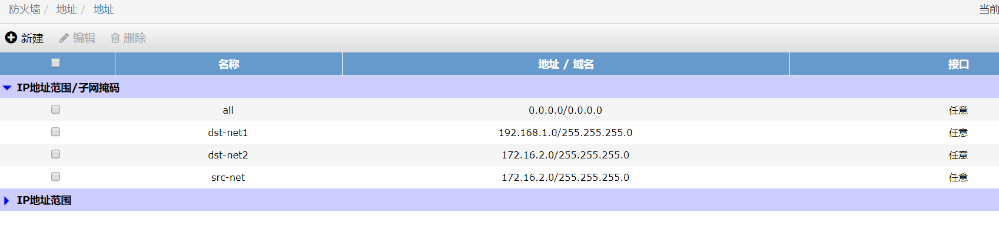 防火墙 / 地址 / 地址 当前
新建 编辑 删除
名称 地址 / 域名 接口
IP地址范围/子网掩码
all 0.0.0.0/0.0.0.0 任意
dst-net1 192.168.1.0/255.255.255.0 任意
dst-net2 172.16.2.0/255.255.255.0 任意
src-net 172.16.2.0/255.255.255.0 任意
IP地址范围